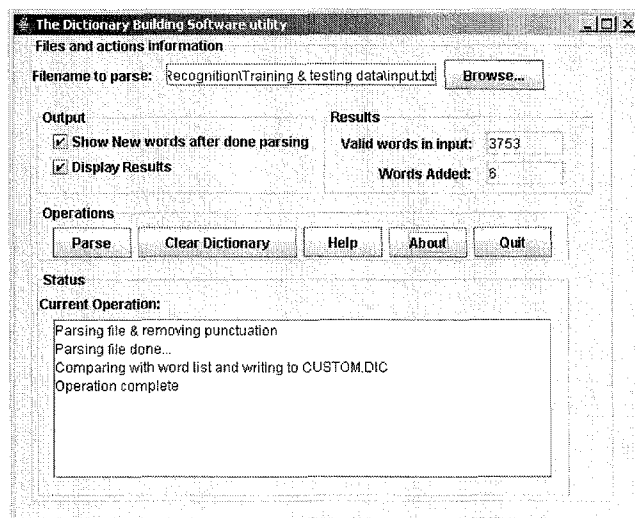 The Dictionary Building Software utility
Files and actions information
Filename to parse: Recognition\Training & testing data\input.txt Browse...
Output
Show New words after done parsing
Display Results
Results
Valid words in input: 3753
Words Added: 6
Operations
Parse Clear Dictionary Help About Quit
Status
Current Operation:
Parsing file & removing punctuation
Parsing file done...
Comparing with word list and writing to CUSTOM.DIC
Operation complete